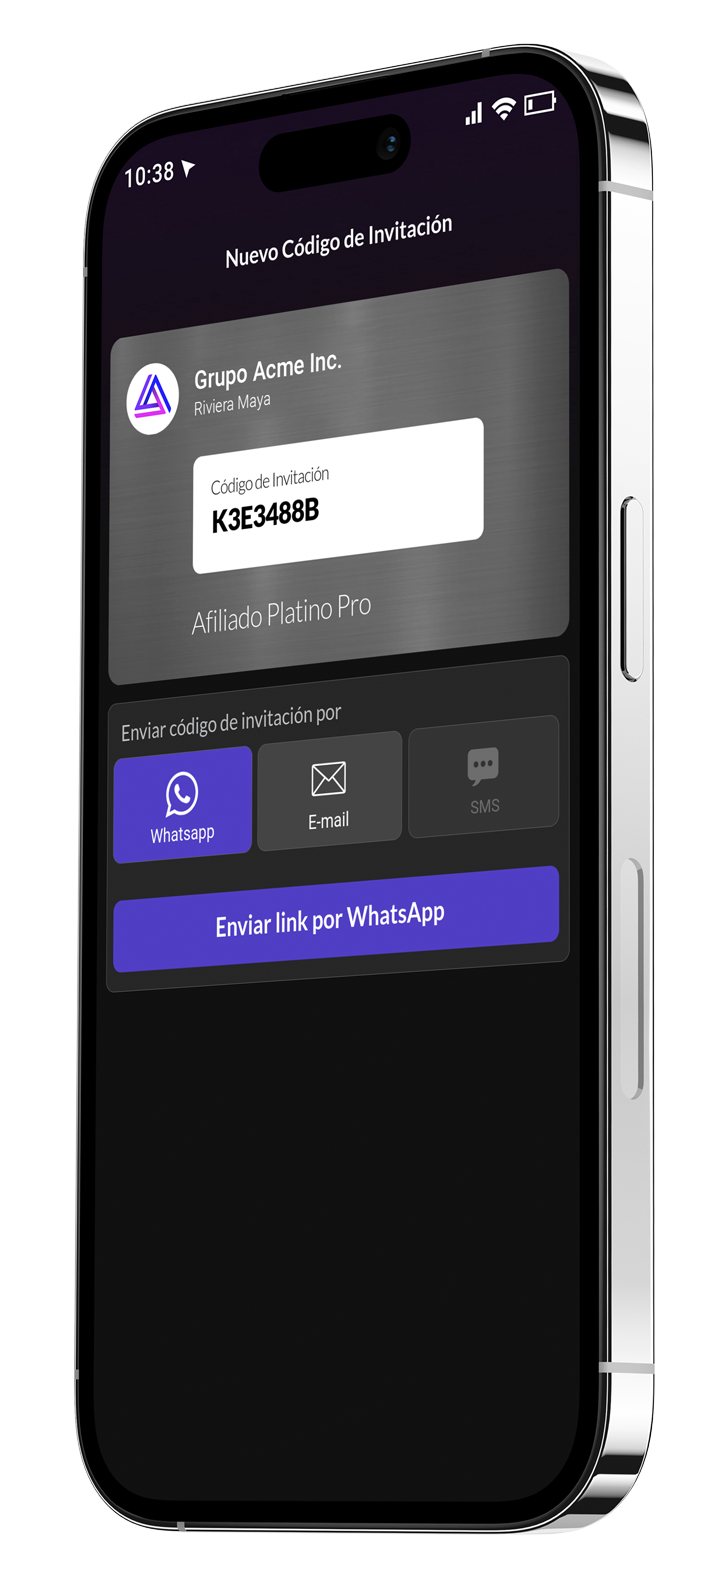 10:38
Nuevo Código de Invitación
Grupo Acme Inc.
Riviera Maya
Código de Invitación
K3E3488B
Afiliado Platino Pro
Enviar código de invitación por
Whatsapp
E-mail
SMS
Enviar link por WhatsApp